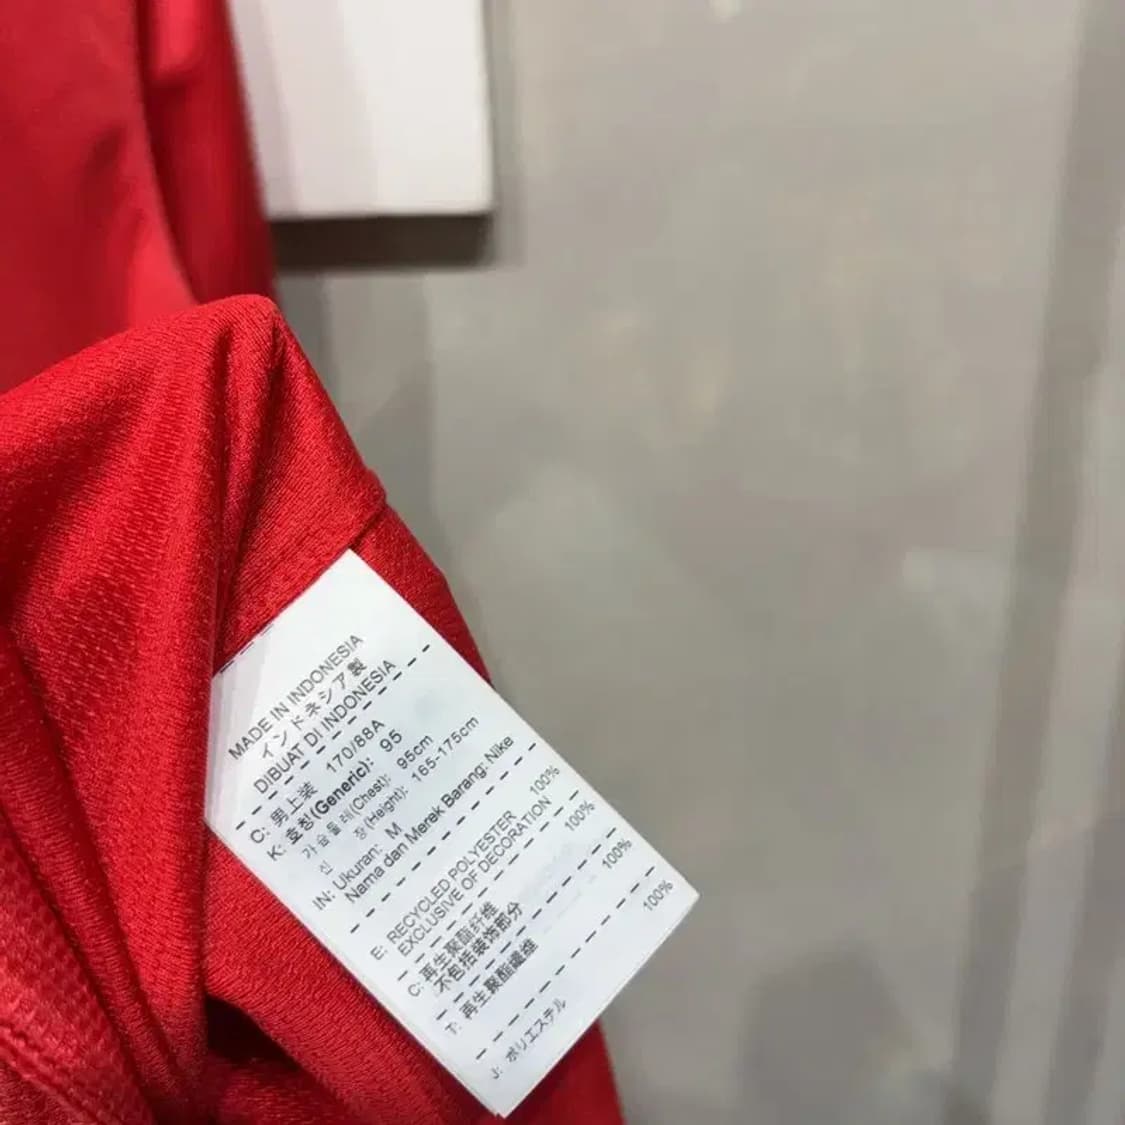 MADE IN INDONESIA
インドネシア製
DIBUAT DI INDONESIA
C: 男上装 170/88A
K: 호칭(Generic): 95
가슴둘레(Chest): 95cm
신 장(Height): 165-175cm
IN: Ukuran: M
Nama dan Merek Barang: Nike
E: RECYCLED POLYESTER 100%
EXCLUSIVE OF DECORATION
C: 再生聚酯纤维 100%
不包括装饰部分
T: 再生聚酯纖維 100%
J: ポリエステル 100%